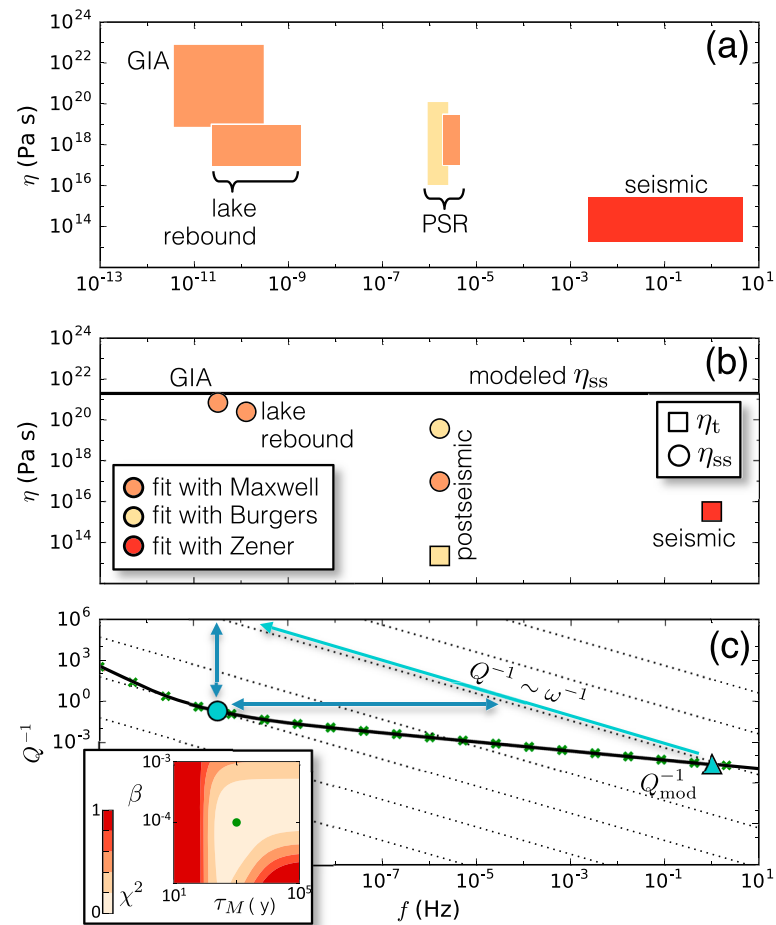 (a)
10^24
10^22
10^20
10^18
10^16
10^14
η (Pa s)
GIA
lake
rebound
PSR
seismic
10^-13
10^-11
10^-9
10^-7
10^-5
10^-3
10^-1
10^1
(b)
10^24
10^22
10^20
10^18
10^16
10^14
η (Pa s)
GIA
modeled η_ss
lake
rebound
η_t
η_ss
postseismic
seismic
fit with Maxwell
fit with Burgers
fit with Zener
(c)
10^6
10^3
10^0
10^-3
Q^-1
Q^-1 ~ ω^-1
Q^-1_mod
10^-7
10^-5
10^-3
10^-1
10^1
f (Hz)
1
0
χ^2
β
10^-3
10^-4
10^1
10^5
τ_M (y)